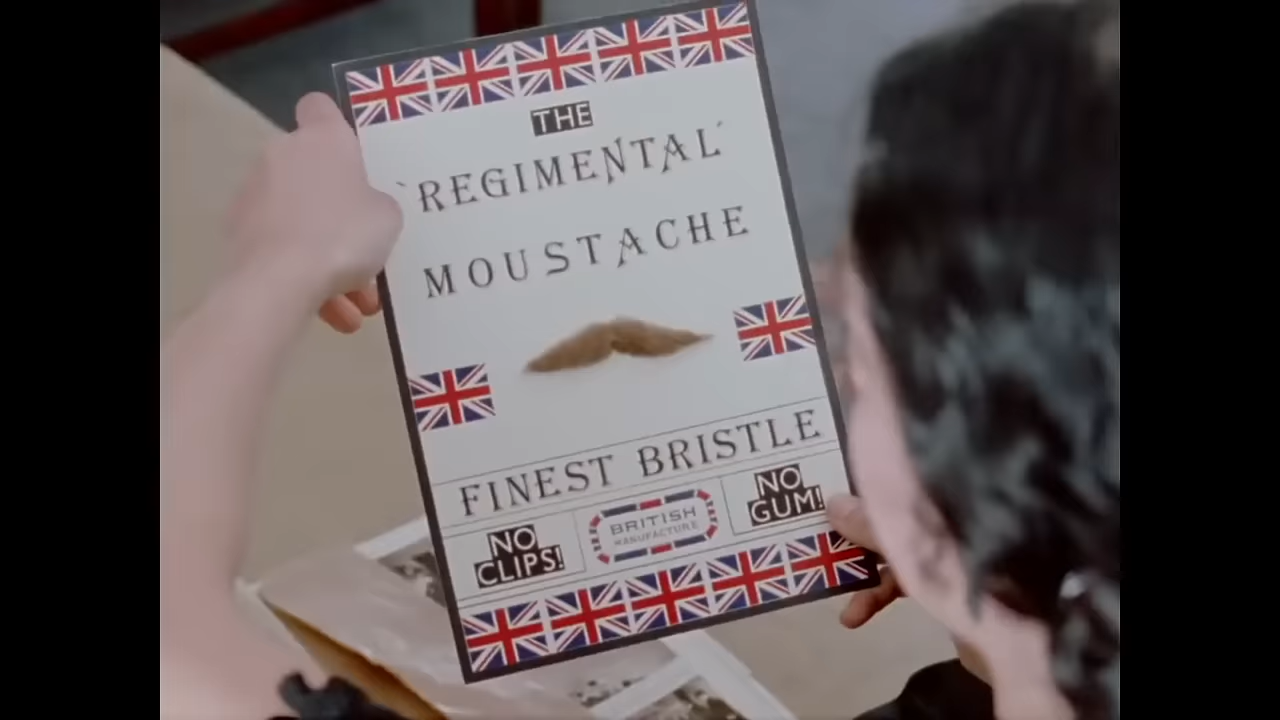 THE
`REGIMENTAL´
MOUSTACHE
FINEST BRISTLE
NO
CLIPS!
BRITISH
MANUFACTURE
NO
GUM!